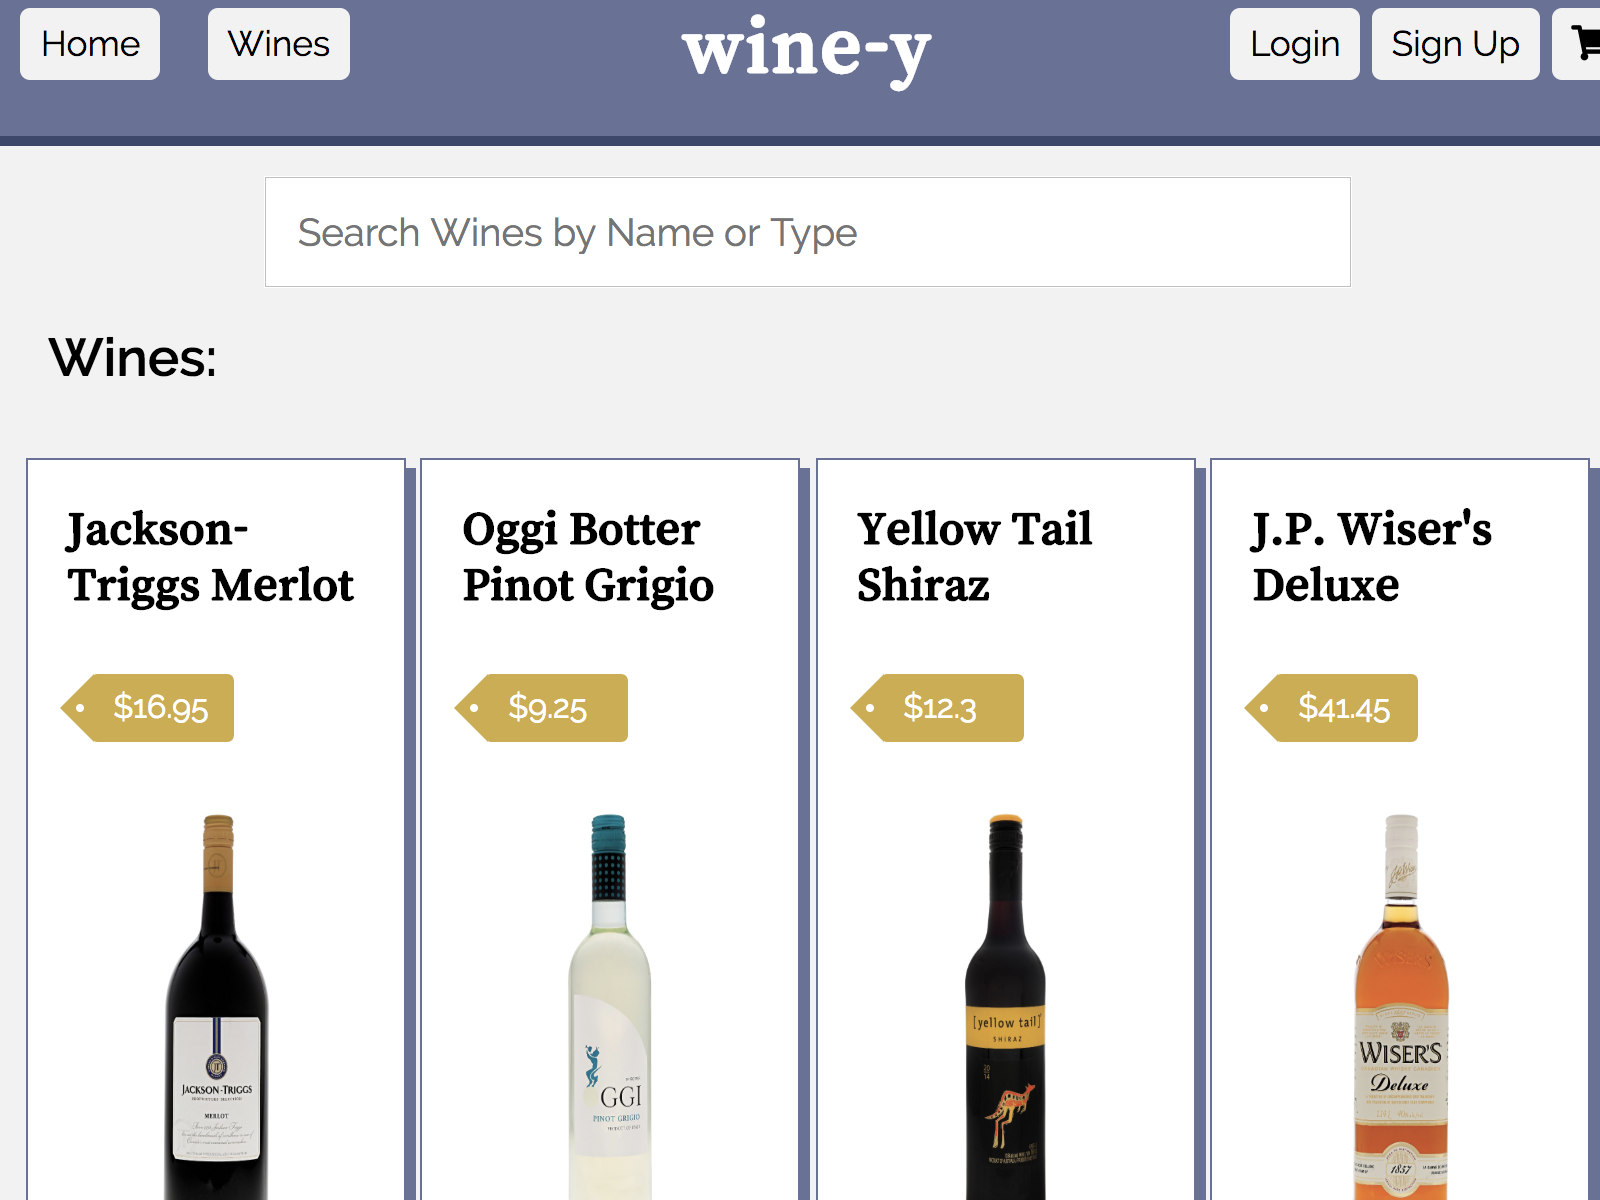 Home
Wines
wine-y
Login
Sign Up
Search Wines by Name or Type
Wines:
Jackson-
Triggs Merlot
Oggi Botter
Pinot Grigio
Yellow Tail
Shiraz
J.P. Wiser's
Deluxe
$16.95
$9.25
$12.3
$41.45
JACKSON-TRIGGS
MERLOT
GGI
PINOT GRIGIO
[yellow tail]
SHIRAZ
WISER'S
Deluxe
1857